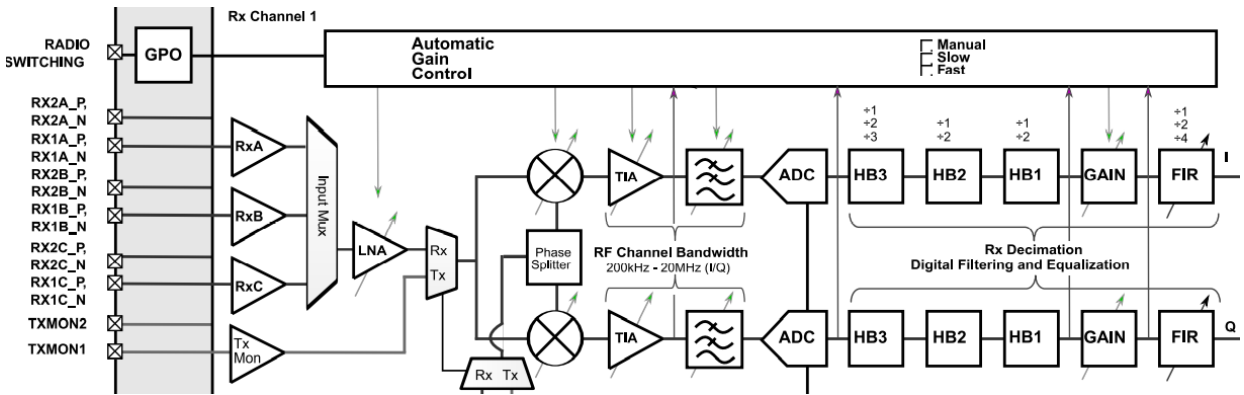 Rx Channel 1
RADIO
SWITCHING
GPO
Automatic
Gain
Control
Manual
Slow
Fast
RX2A_P,
RX2A_N
RX1A_P,
RX1A_N
RX2B_P,
RX2B_N
RX1B_P,
RX1B_N
RX2C_P,
RX2C_N
RX1C_P,
RX1C_N
TXMON2
TXMON1
RxA
RxB
RxC
Tx
Mon
Input Mux
LNA
Rx
Tx
Phase
Splitter
Rx Tx
TIA
ADC
÷1
÷2
÷3
÷1
÷2
÷1
÷2
÷1
÷2
÷4
HB3
HB2
HB1
GAIN
FIR
I
RF Channel Bandwidth
200kHz - 20MHz (I/Q)
Rx Decimation
Digital Filtering and Equalization
TIA
ADC
HB3
HB2
HB1
GAIN
FIR
Q